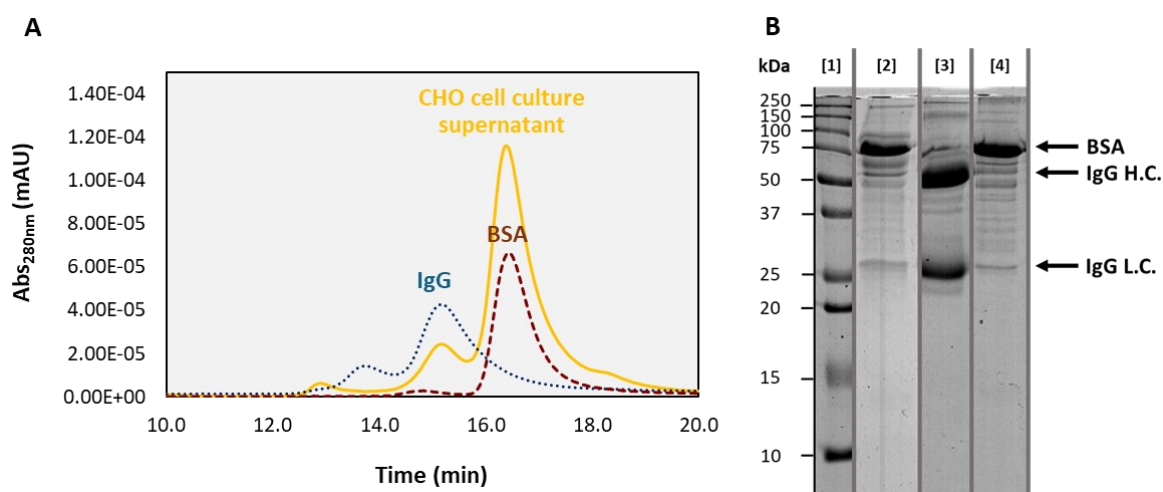 A
1.40E-04
1.20E-04
1.00E-04
8.00E-05
6.00E-05
4.00E-05
2.00E-05
0.00E+00
Abs280nm (mAU)
CHO cell culture
supernatant
BSA
IgG
10.0 12.0 14.0 16.0 18.0 20.0
Time (min)
B
kDa [1] [2] [3] [4]
250
150
100
75
50
37
25
20
15
10
BSA
IgG H.C.
IgG L.C.